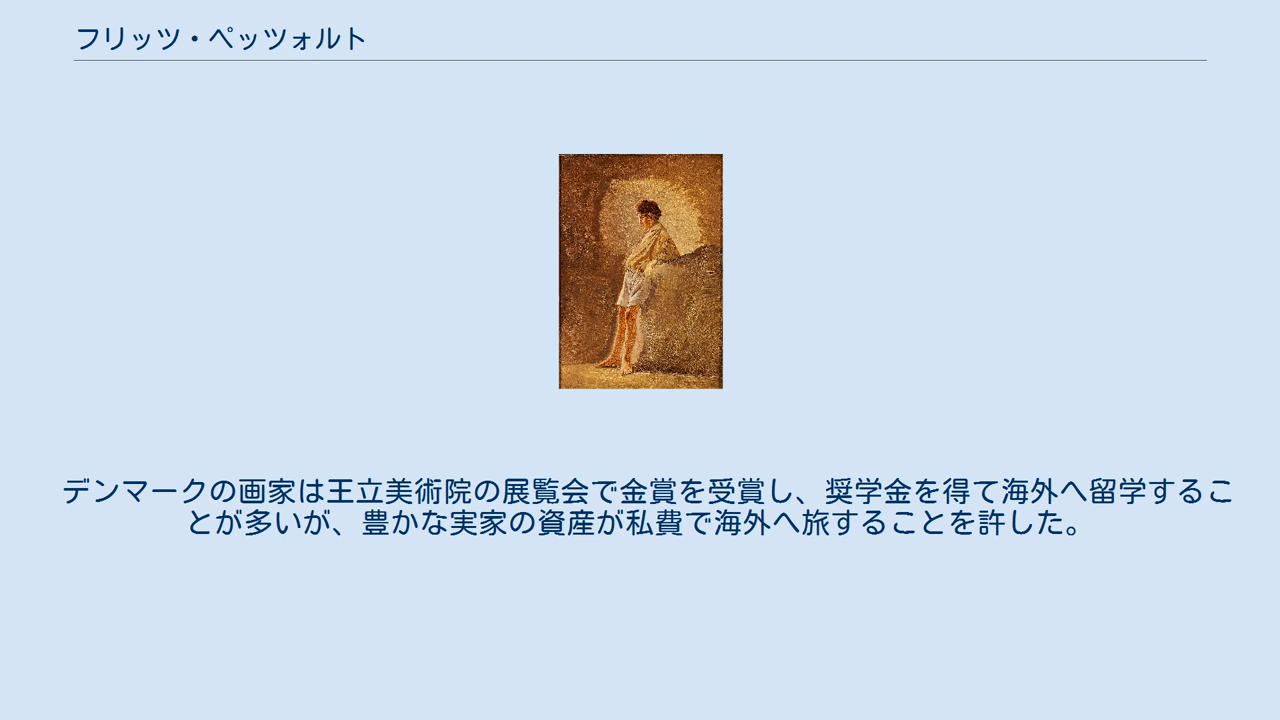 フリッツ・ペッツォルト
デンマークの画家は王立美術院の展覧会で金賞を受賞し、奨学金を得て海外へ留学するこ
とが多いが、豊かな実家の資産が私費で海外へ旅することを許した。